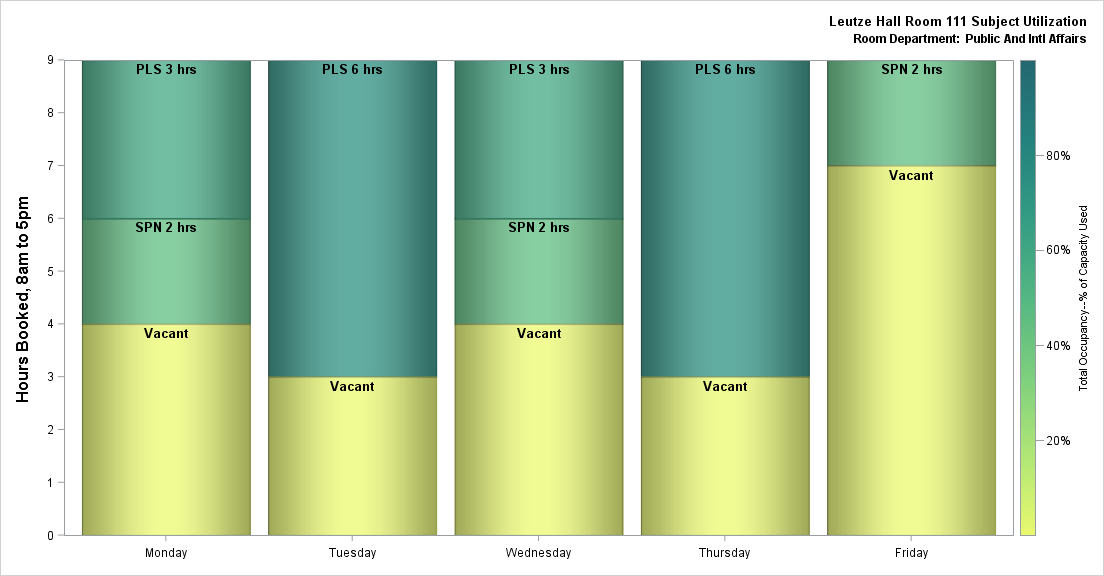 Leutze Hall Room 111 Subject Utilization
Room Department: Public And Intl Affairs
Hours Booked, 8am to 5pm
9
8
7
6
5
4
3
2
1
0
PLS 3 hrs
SPN 2 hrs
Vacant
PLS 6 hrs
Vacant
PLS 3 hrs
SPN 2 hrs
Vacant
PLS 6 hrs
Vacant
SPN 2 hrs
Vacant
Monday
Tuesday
Wednesday
Thursday
Friday
80%
60%
40%
20%
Total Occupancy--% of Capacity Used